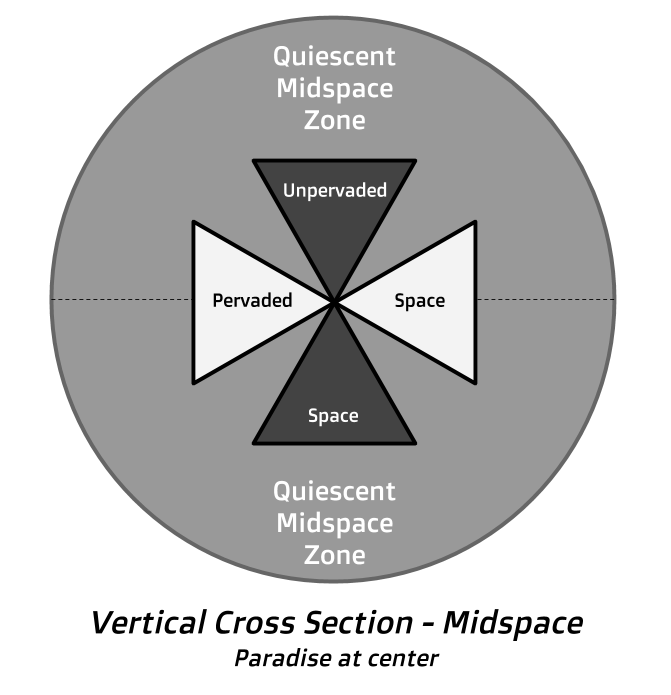 Quiescent
Midspace
Zone
Unpervaded
Pervaded
Space
Space
Quiescent
Midspace
Zone
Vertical Cross Section - Midspace
Paradise at center